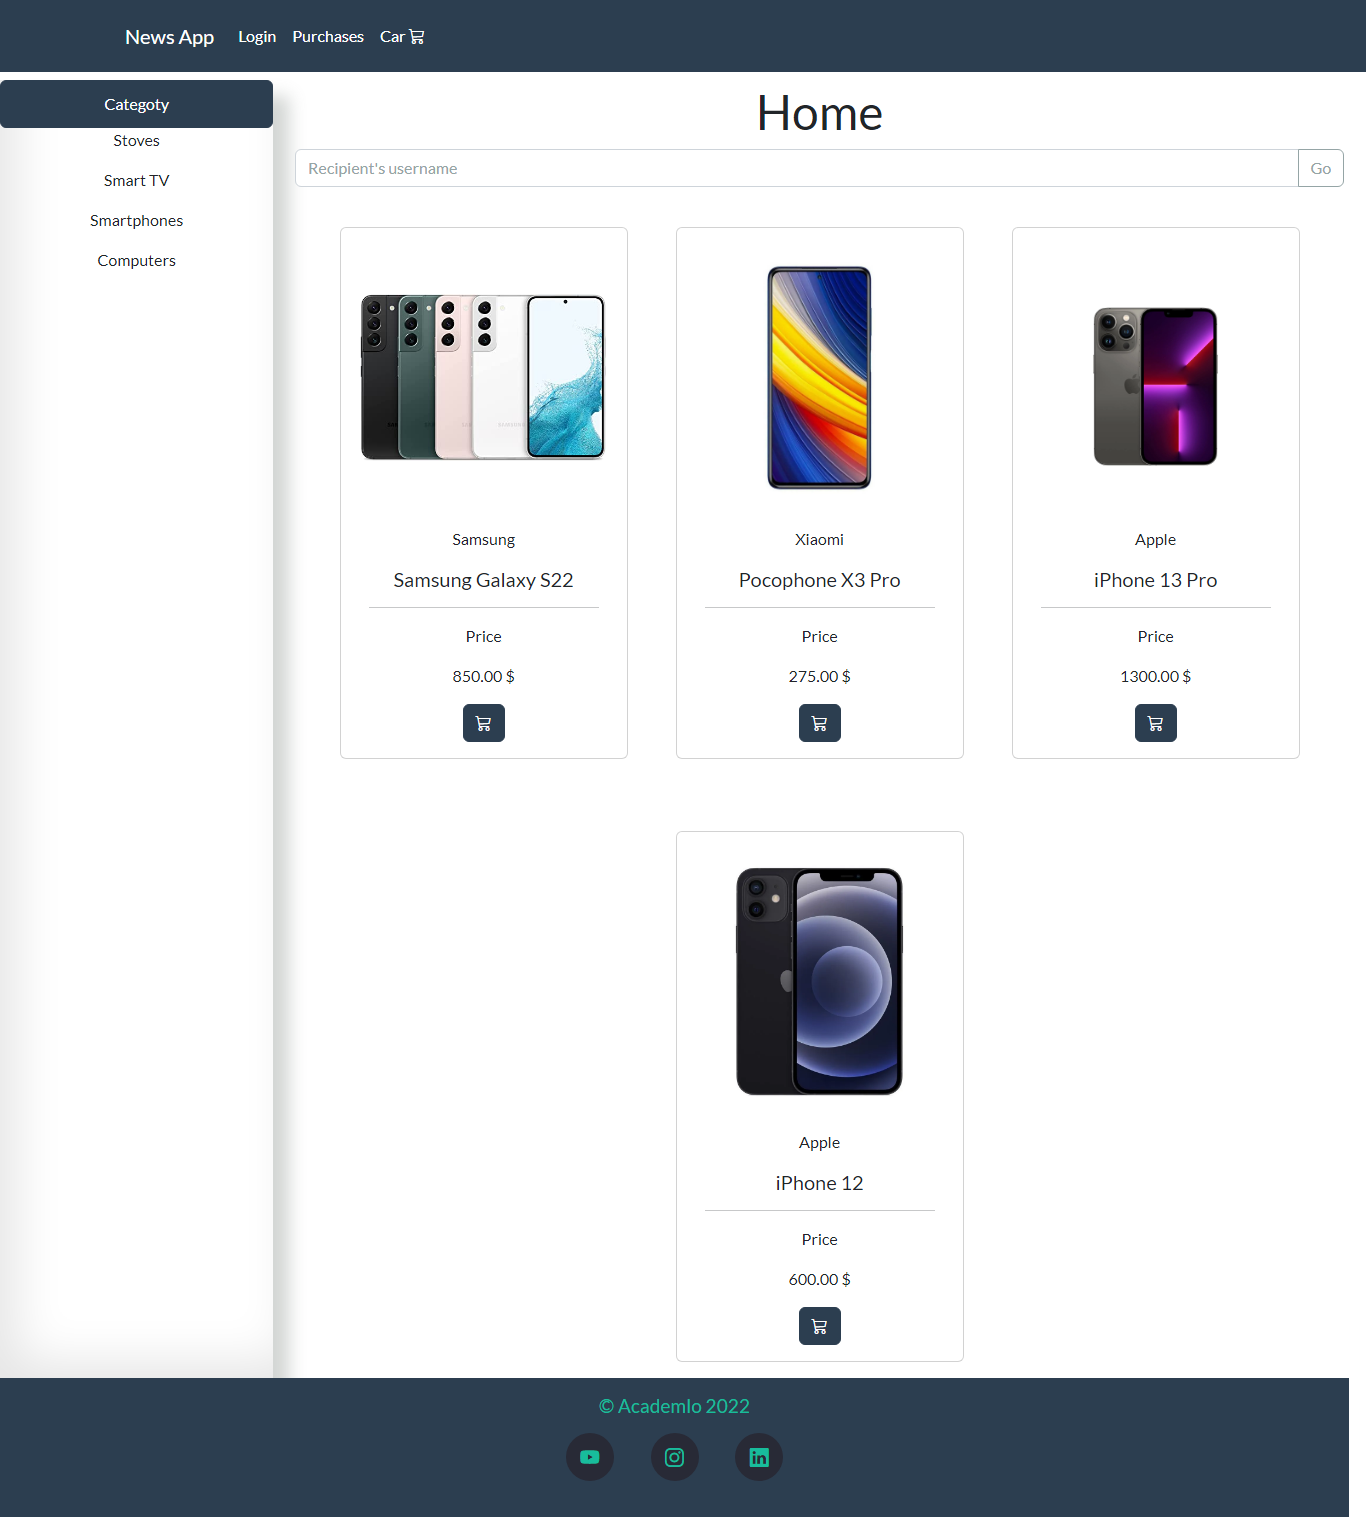 News App Login Purchases Car
Categoty
Stoves
Smart TV
Smartphones
Computers
Home
Recipient's username Go
Samsung
Samsung Galaxy S22
Price
850.00 $
Xiaomi
Pocophone X3 Pro
Price
275.00 $
Apple
iPhone 13 Pro
Price
1300.00 $
Apple
iPhone 12
Price
600.00 $
© Academlo 2022